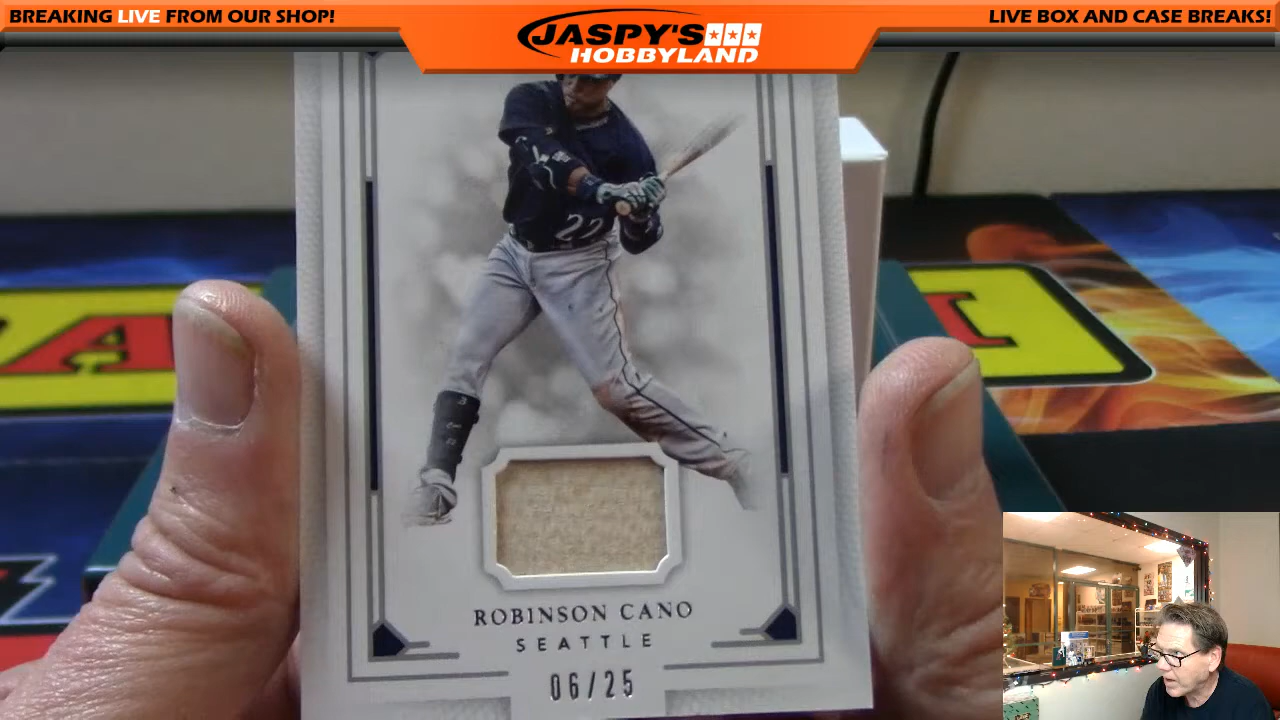 BREAKING LIVE FROM OUR SHOP!
JASPY'S
HOBBYLAND
LIVE BOX AND CASE BREAKS!
22
ROBINSON CANO
SEATTLE
06/25